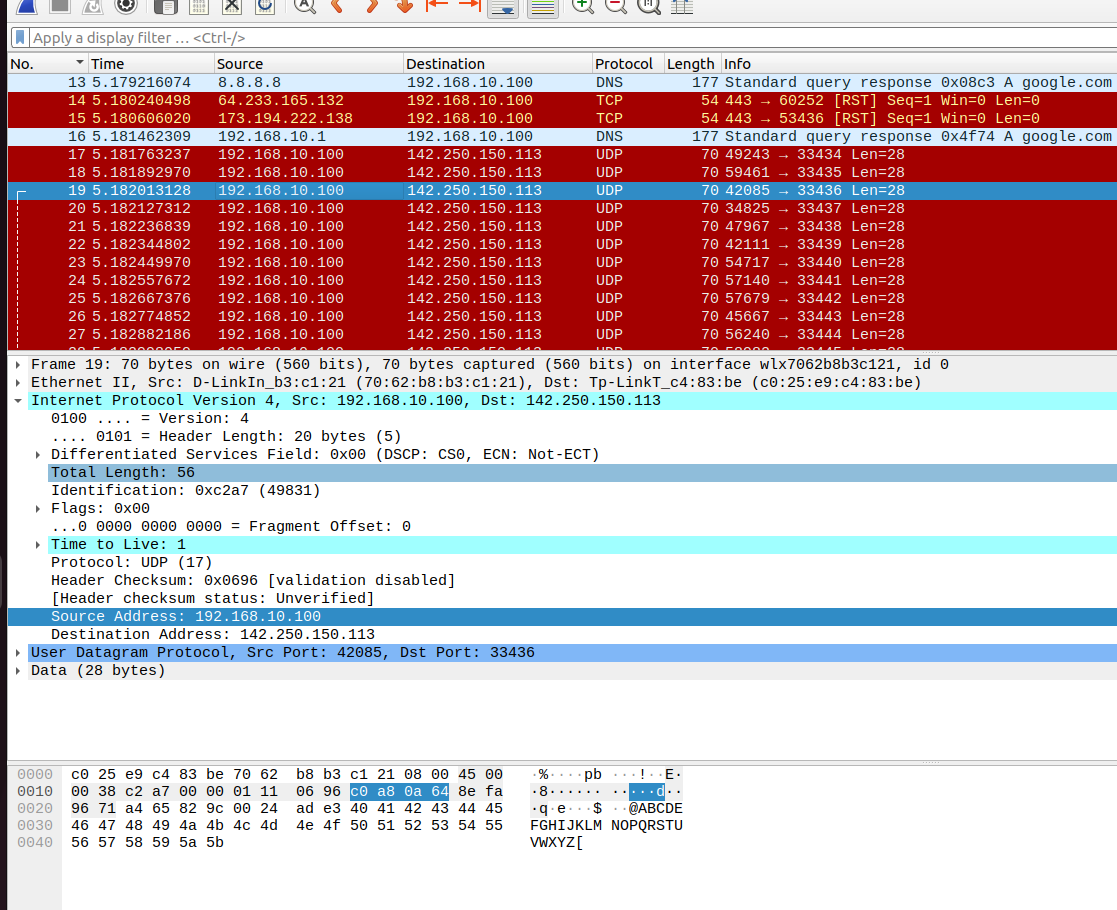 Apply a display filter … <Ctrl-/>
No. Time Source Destination Protocol Length Info
13 5.179216074 8.8.8.8 192.168.10.100 DNS 177 Standard query response 0x08c3 A google.com
14 5.180240498 64.233.165.132 192.168.10.100 TCP 54 443 → 60252 [RST] Seq=1 Win=0 Len=0
15 5.180606020 173.194.222.138 192.168.10.100 TCP 54 443 → 53436 [RST] Seq=1 Win=0 Len=0
16 5.181462309 192.168.10.1 192.168.10.100 DNS 177 Standard query response 0x4f74 A google.com
17 5.181763237 192.168.10.100 142.250.150.113 UDP 70 49243 → 33434 Len=28
18 5.181892970 192.168.10.100 142.250.150.113 UDP 70 59461 → 33435 Len=28
19 5.182013128 192.168.10.100 142.250.150.113 UDP 70 42085 → 33436 Len=28
20 5.182127312 192.168.10.100 142.250.150.113 UDP 70 34825 → 33437 Len=28
21 5.182236839 192.168.10.100 142.250.150.113 UDP 70 47967 → 33438 Len=28
22 5.182344802 192.168.10.100 142.250.150.113 UDP 70 42111 → 33439 Len=28
23 5.182449970 192.168.10.100 142.250.150.113 UDP 70 54717 → 33440 Len=28
24 5.182557672 192.168.10.100 142.250.150.113 UDP 70 57140 → 33441 Len=28
25 5.182667376 192.168.10.100 142.250.150.113 UDP 70 57679 → 33442 Len=28
26 5.182774852 192.168.10.100 142.250.150.113 UDP 70 45667 → 33443 Len=28
27 5.182882186 192.168.10.100 142.250.150.113 UDP 70 56240 → 33444 Len=28
Frame 19: 70 bytes on wire (560 bits), 70 bytes captured (560 bits) on interface wlx7062b8b3c121, id 0
Ethernet II, Src: D-LinkIn_b3:c1:21 (70:62:b8:b3:c1:21), Dst: Tp-LinkT_c4:83:be (c0:25:e9:c4:83:be)
Internet Protocol Version 4, Src: 192.168.10.100, Dst: 142.250.150.113
0100 .... = Version: 4
.... 0101 = Header Length: 20 bytes (5)
Differentiated Services Field: 0x00 (DSCP: CS0, ECN: Not-ECT)
Total Length: 56
Identification: 0xc2a7 (49831)
Flags: 0x00
...0 0000 0000 0000 = Fragment Offset: 0
Time to Live: 1
Protocol: UDP (17)
Header Checksum: 0x0696 [validation disabled]
[Header checksum status: Unverified]
Source Address: 192.168.10.100
Destination Address: 142.250.150.113
User Datagram Protocol, Src Port: 42085, Dst Port: 33436
Data (28 bytes)
0000 c0 25 e9 c4 83 be 70 62 b8 b3 c1 21 08 00 45 00 ·%····pb ···!··E·
0010 00 38 c2 a7 00 00 01 11 06 96 c0 a8 0a 64 8e fa ·8······ ·····d··
0020 96 71 a4 65 82 9c 00 24 ad e3 40 41 42 43 44 45 ·q·e···$ ··@ABCDE
0030 46 47 48 49 4a 4b 4c 4d 4e 4f 50 51 52 53 54 55 FGHIJKLM NOPQRSTU
0040 56 57 58 59 5a 5b VWXYZ[